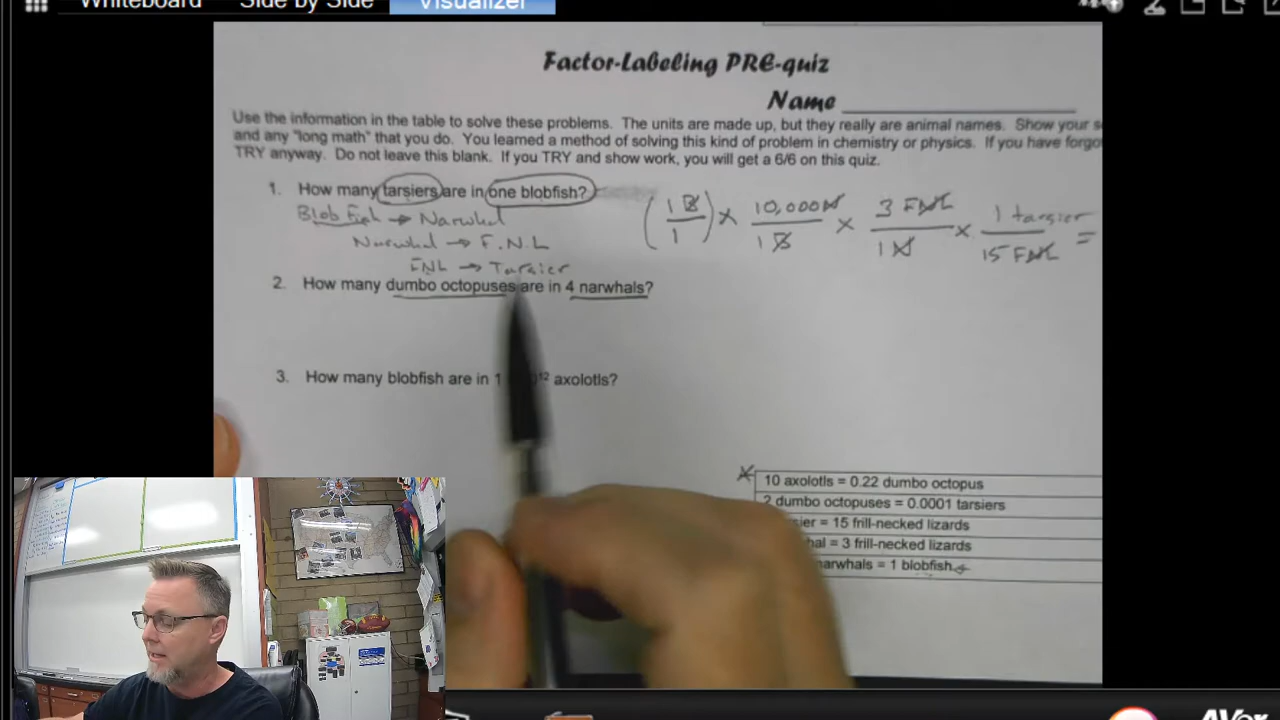 Whiteboard Side by Side Visualizer
Factor-Labeling PRE-quiz
Name
Use the information in the table to solve these problems. The units are made up, but they really are animal names. Show your
and any "long math" that you do. You learned a method of solving this kind of problem in chemistry or physics. If you have
TRY anyway. Do not leave this blank. If you TRY and show work, you will get a 6/6 on this quiz.
1. How many tarsiers are in one blobfish?
Blob Fish → Narwhal
Narwhal → F.N.L
FNL → Tarsier
(1B/1) × 10,000N/1B × 3 FNL/1N × 1 tarsier/15 FNL =
2. How many dumbo octopuses are in 4 narwhals?
3. How many blobfish are in 1 12 axolotls?
10 axolotls = 0.22 dumbo octopus
2 dumbo octopuses = 0.0001 tarsiers
= 15 frill-necked lizards
= 3 frill-necked lizards
narwhals = 1 blobfish
AVer